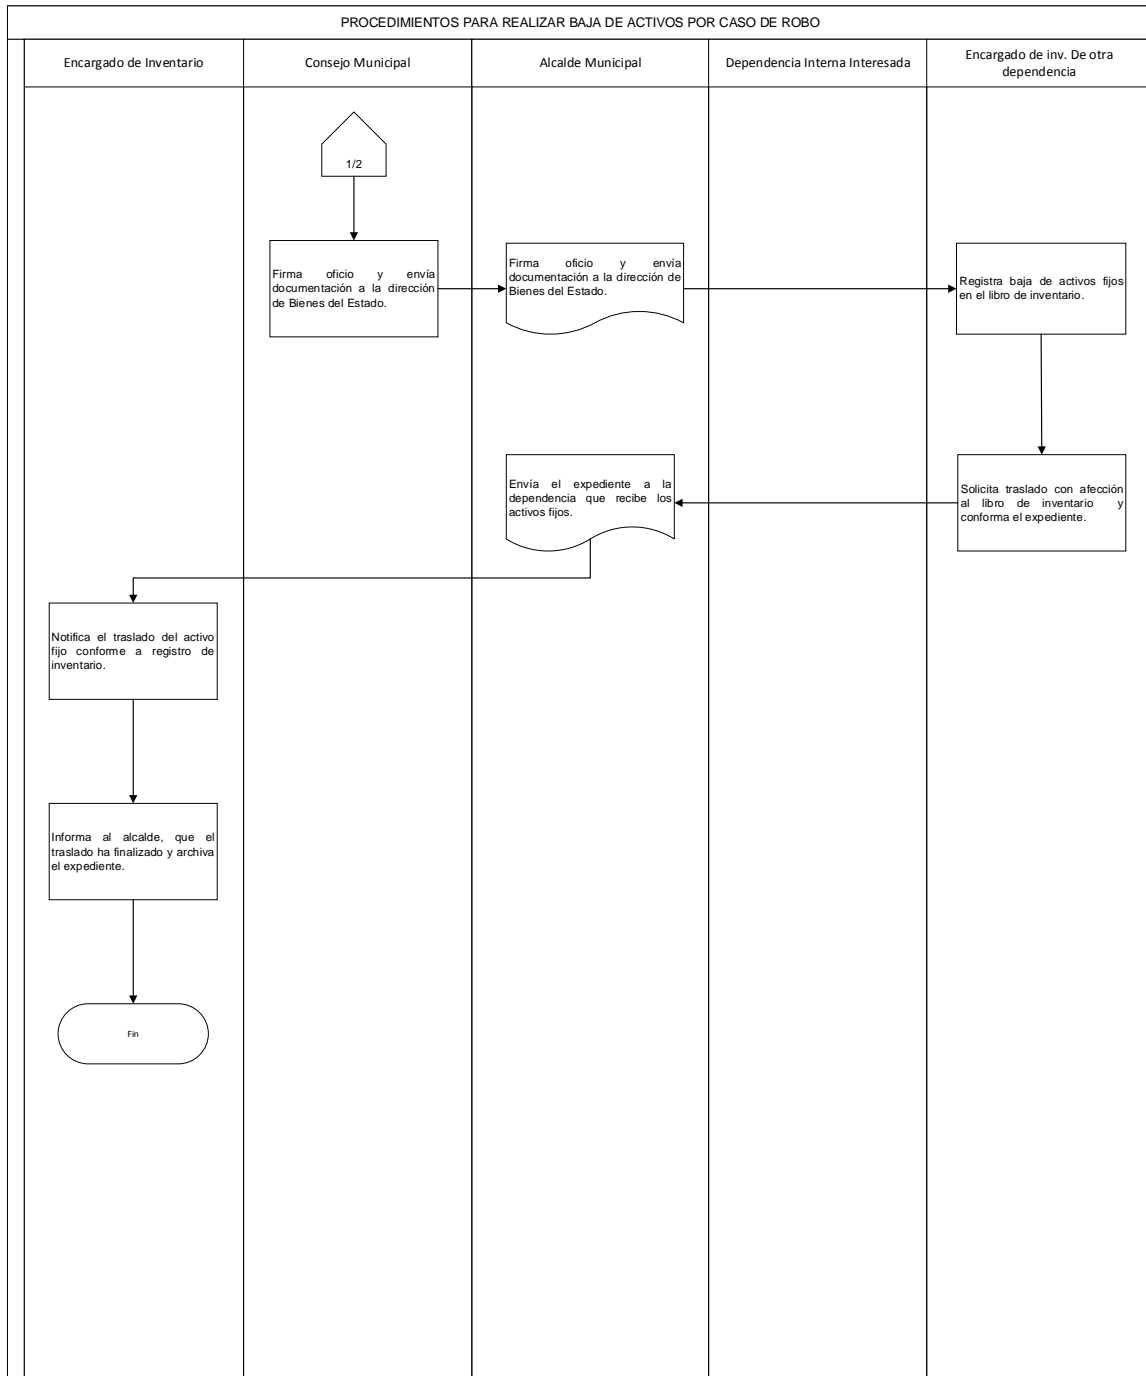 PROCEDIMIENTOS PARA REALIZAR BAJA DE ACTIVOS POR CASO DE ROBO
Encargado de Inventario
Consejo Municipal
Alcalde Municipal
Dependencia Interna Interesada
Encargado de inv. De otra
dependencia
1/2
Firma oficio y envía
documentación a la dirección
de Bienes del Estado.
Firma oficio y envía
documentación a la dirección de
Bienes del Estado.
Registra baja de activos fijos
en el libro de inventario.
Solicita traslado con afección
al libro de inventario y
conforma el expediente.
Envía el expediente a la
dependencia que recibe los
activos fijos.
Notifica el traslado del activo
fijo conforme a registro de
inventario.
Informa al alcalde, que el
traslado ha finalizado y archiva
el expediente.
Fin